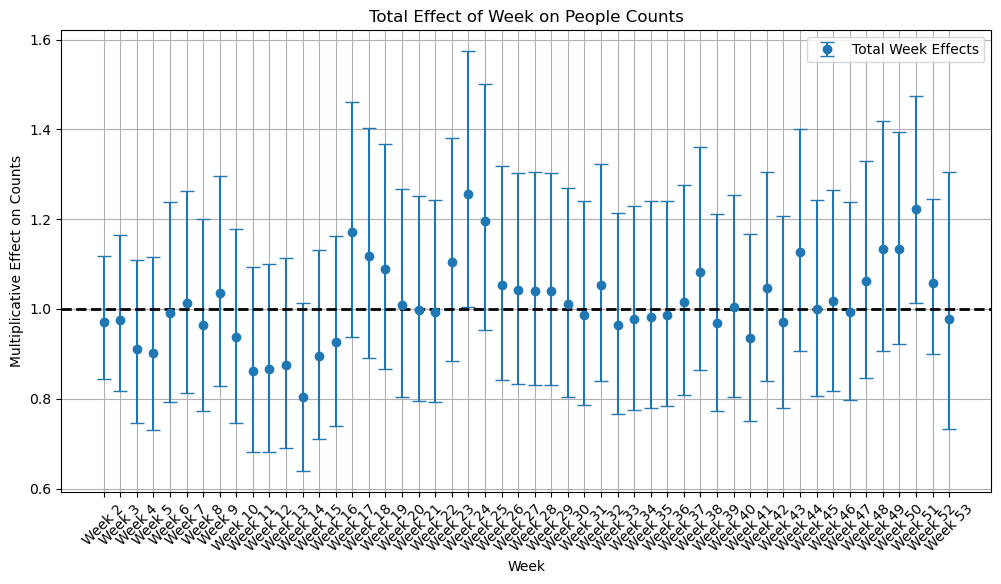 Total Effect of Week on People Counts
Total Week Effects
Multiplicative Effect on Counts
1.6
1.4
1.2
1.0
0.8
0.6
Week 2
Week 3
Week 4
Week 5
Week 6
Week 7
Week 8
Week 9
Week 10
Week 11
Week 12
Week 13
Week 14
Week 15
Week 16
Week 17
Week 18
Week 19
Week 20
Week 21
Week 22
Week 23
Week 24
Week 25
Week 26
Week 27
Week 28
Week 29
Week 30
Week 31
Week 32
Week 33
Week 34
Week 35
Week 36
Week 37
Week 38
Week 39
Week 40
Week 41
Week 42
Week 43
Week 44
Week 45
Week 46
Week 47
Week 48
Week 49
Week 50
Week 51
Week 52
Week 53
Week